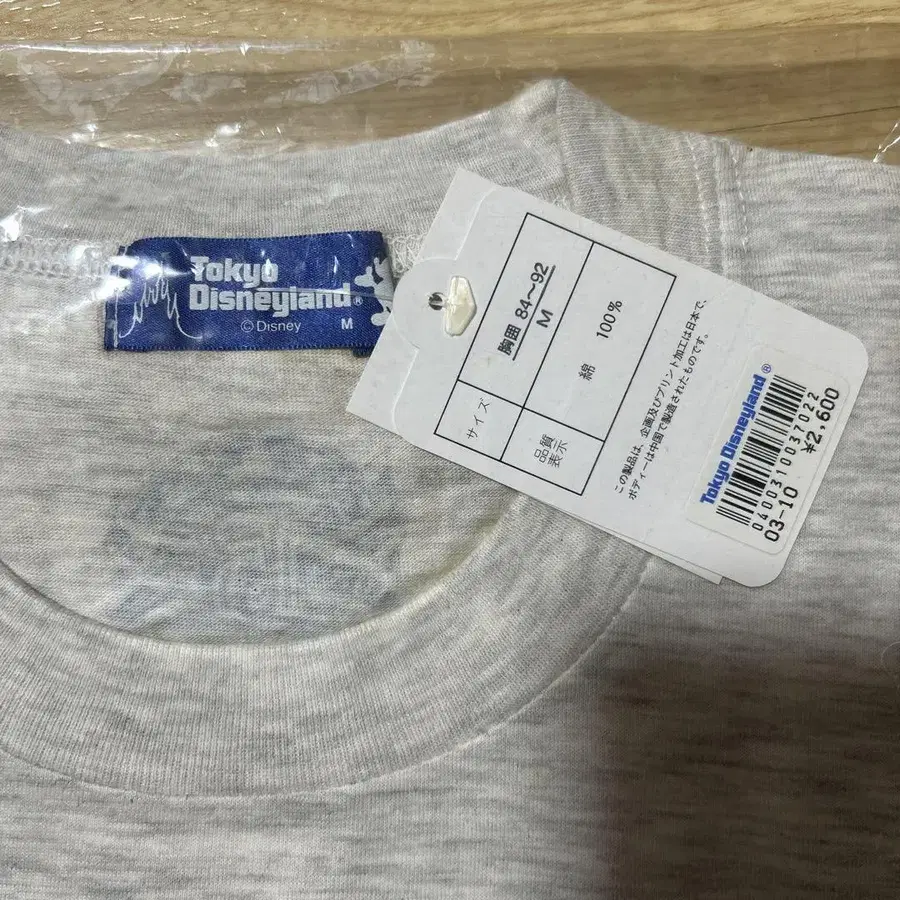 Tokyo
Disneyland®
© Disney
M
サイズ
胸囲 84〜92
M
品質
表示
綿 100%
この製品は、企画及びプリント加工は日本で、
ボディーは中国で製造されたものです。
Tokyo Disneyland®
0400310037022
03-10 ¥2,600